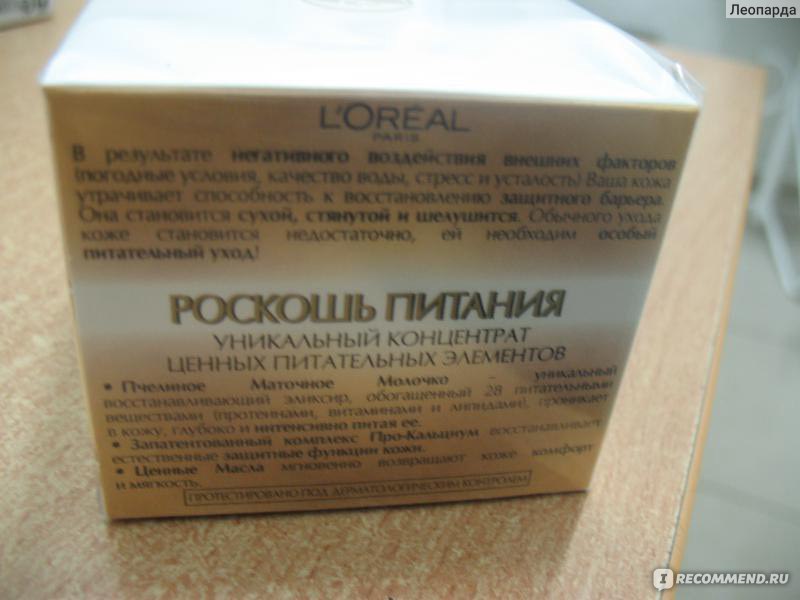 Леопарда
L'ORÉAL
PARIS
В результате негативного воздействия внешних факторов
(погодные условия, качество воды, стресс и усталость) Ваша кожа
утрачивает способность к восстановлению защитного барьера.
Она становится сухой, стянутой и шелушится. Обычного ухода
коже становится недостаточно, ей необходим особый
питательный уход!
РОСКОШЬ ПИТАНИЯ
УНИКАЛЬНЫЙ КОНЦЕНТРАТ
ЦЕННЫХ ПИТАТЕЛЬНЫХ ЭЛЕМЕНТОВ
• Пчелиное Маточное Молочко – уникальный
восстанавливающий эликсир, обогащенный 28 питательными
веществами (протеинами, витаминами и липидами), проникает
в кожу, глубоко и интенсивно питая ее.
• Запатентованный комплекс Про-Кальциум восстанавливает
естественные защитные функции кожи.
• Ценные Масла мгновенно возвращают коже комфорт
и мягкость.
ПРОТЕСТИРОВАНО ПОД ДЕРМАТОЛОГИЧЕСКИМ КОНТРОЛЕМ
IRECOMMEND.RU